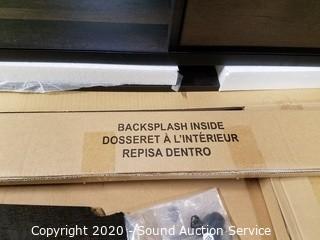 BACKSPLASH INSIDE
DOSSERET À L'INTÉRIEUR
REPISA DENTRO
Copyright 2020 - Sound Auction Service